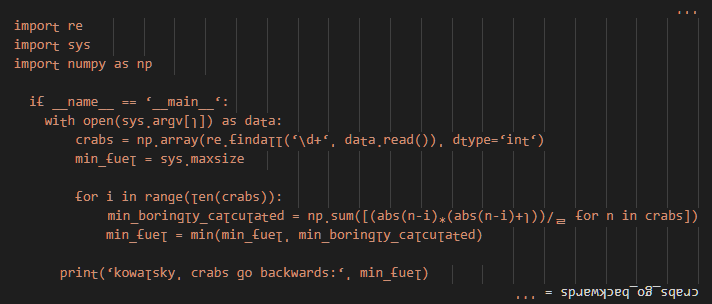 '''
import re
import sys
import numpy as np
if __name__ == '__main__':
with open(sys.argv[1]) as data:
crabs = np.array(re.findall('\d+', data.read()), dtype='int')
min_fuel = sys.maxsize
for i in range(len(crabs)):
min_boringly_calculated = np.sum([(abs(n-i)*(abs(n-i)+1))/2 for n in crabs])
min_fuel = min(min_fuel, min_boringly_calculated)
print('kowalsky, crabs go backwards:', min_fuel)
crabs_go_backwards = '''